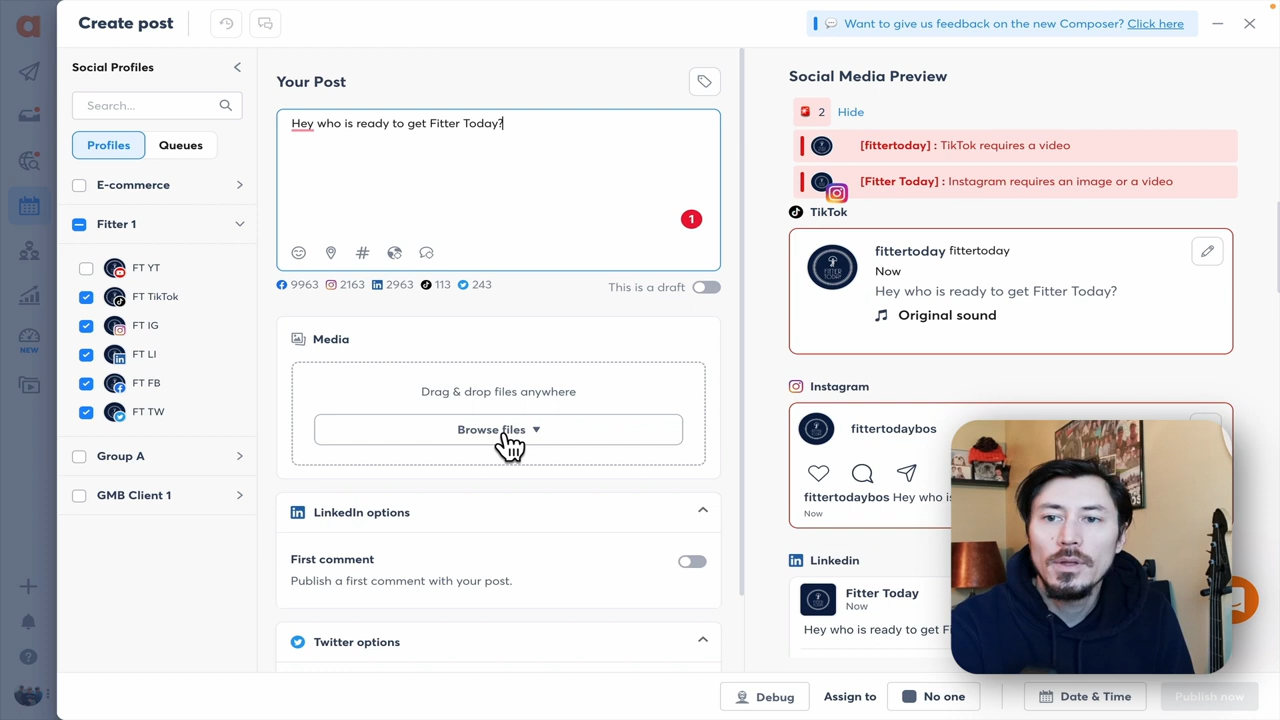 Create post
Want to give us feedback on the new Composer? Click here
Social Profiles
Search...
Profiles
Queues
E-commerce
Fitter 1
FT YT
FT TikTok
FT IG
FT LI
FT FB
FT TW
Group A
GMB Client 1
NEW
Your Post
Hey who is ready to get Fitter Today?
1
9963 2163 2963 113 243
This is a draft
Media
Drag & drop files anywhere
Browse files
LinkedIn options
First comment
Publish a first comment with your post.
Twitter options
Social Media Preview
2 Hide
[fittertoday] : TikTok requires a video
[Fitter Today] : Instagram requires an image or a video
TikTok
fittertoday fittertoday
Now
Hey who is ready to get Fitter Today?
Original sound
Instagram
fittertodaybos
fittertodaybos Hey who is
Now
Linkedin
Fitter Today
Now
Hey who is ready to get F
Debug
Assign to
No one
Date & Time
Publish now